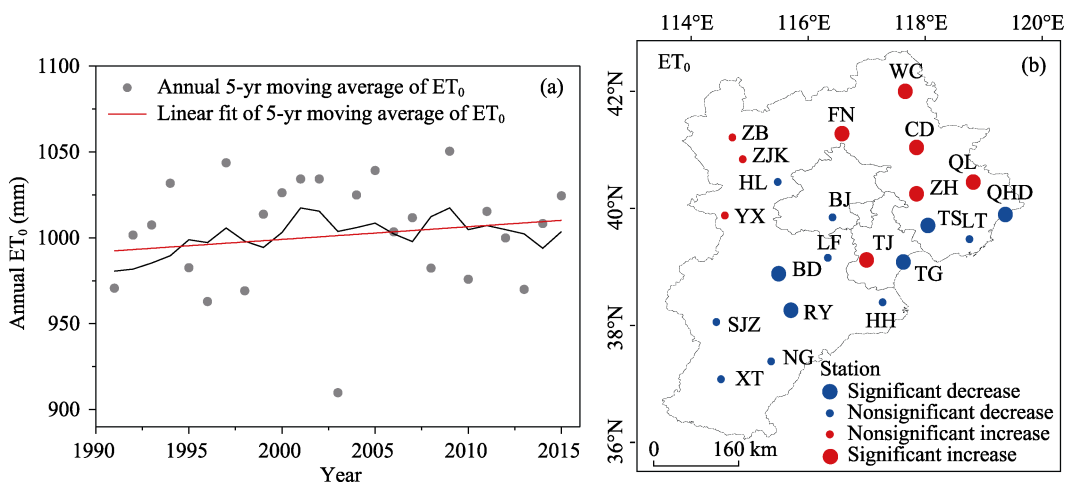 1100
1050
1000
950
900
Annual ET₀ (mm)
Annual 5-yr moving average of ET₀
(a)
Linear fit of 5-yr moving average of ET₀
1990 1995 2000 2005 2010 2015
Year
114°E 116°E 118°E 120°E
42°N
40°N
38°N
36°N
ET₀
(b)
WC
FN
CD
ZB
ZJK
QL
HL
ZH
QHD
BJ
YX
TS
LT
LF
TJ
BD
TG
RY
HH
SJZ
NG
XT
Station
Significant decrease
Nonsignificant decrease
Nonsignificant increase
Significant increase
0 160 km